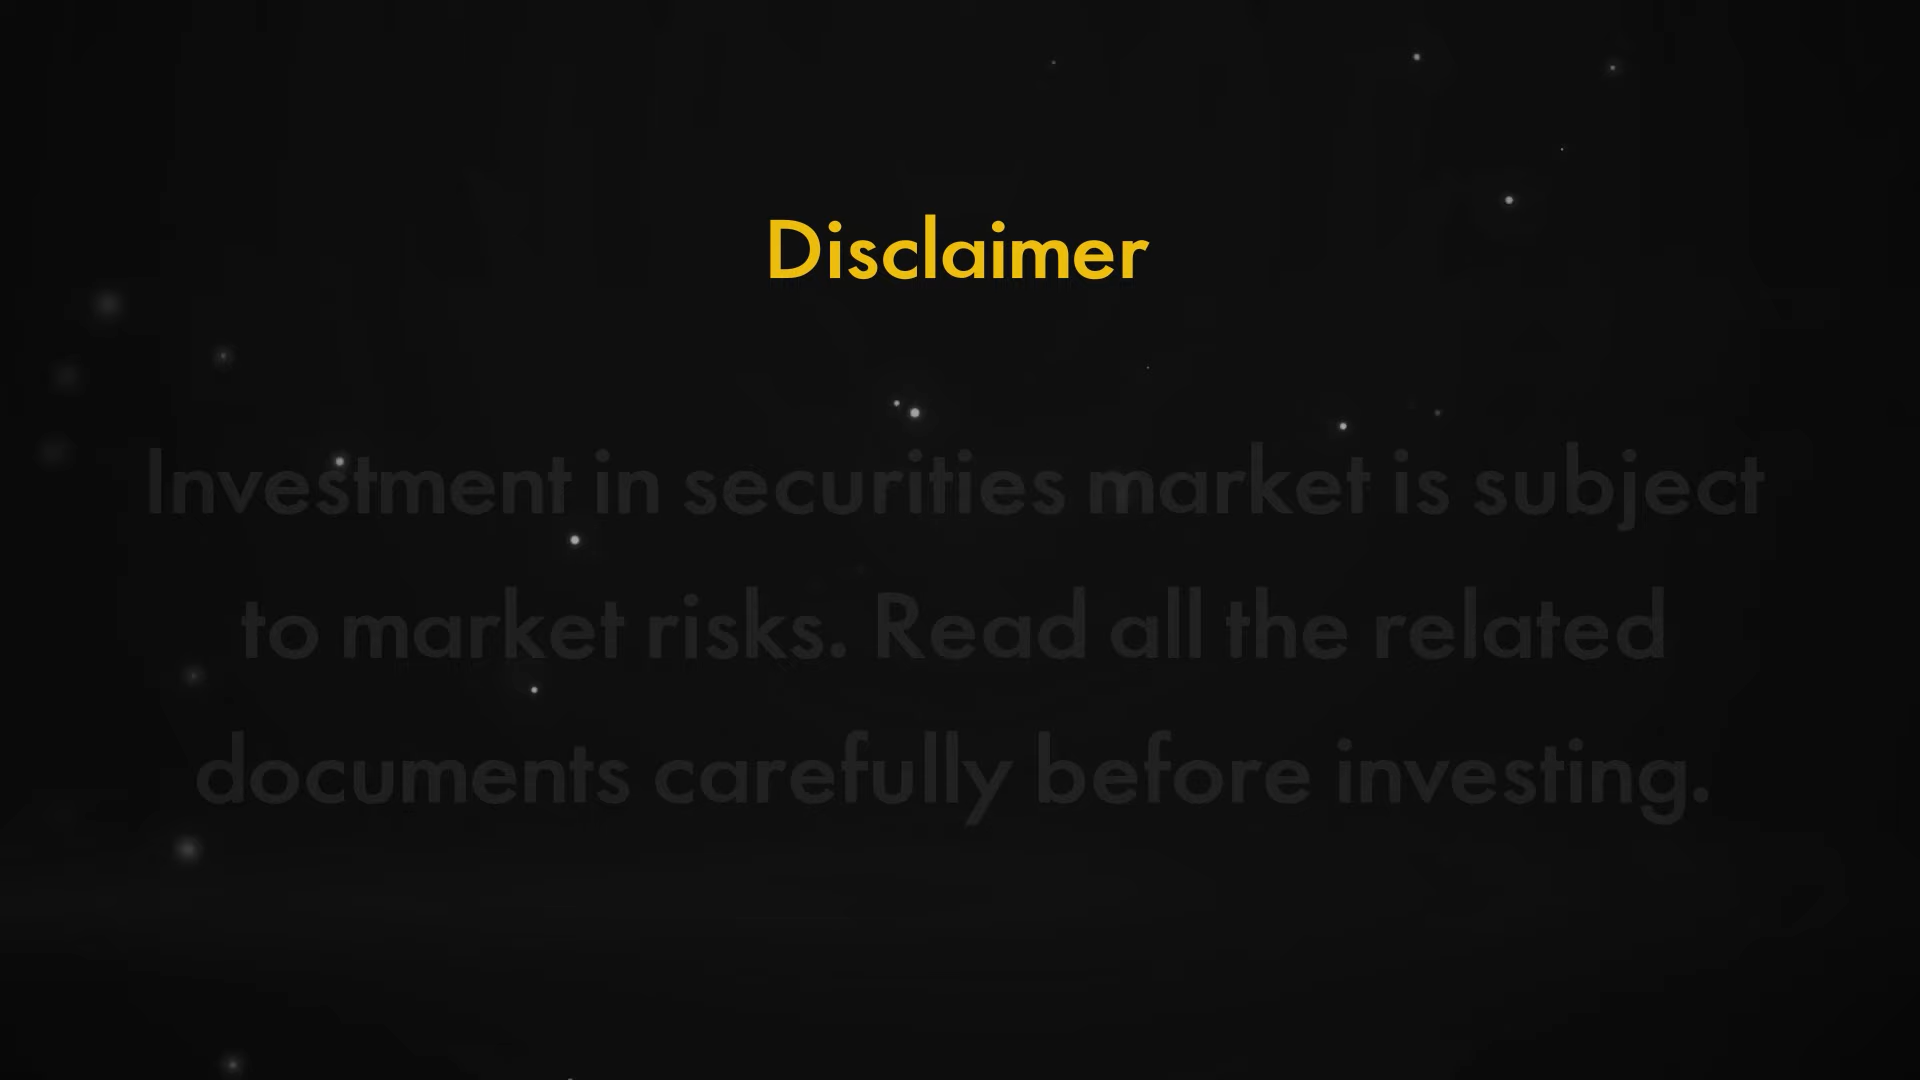 Disclaimer
Investment in securities market is subject
to market risks. Read all the related
documents carefully before investing.